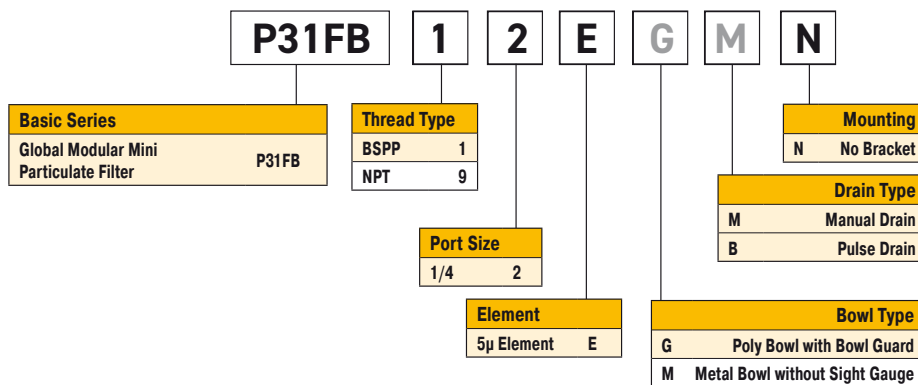 P31FB 1 2 E G M N
Basic Series
Global Modular Mini
Particulate Filter P31FB
Thread Type
BSPP 1
NPT 9
Mounting
N No Bracket
Drain Type
M Manual Drain
B Pulse Drain
Port Size
1/4 2
Element
5µ Element E
Bowl Type
G Poly Bowl with Bowl Guard
M Metal Bowl without Sight Gauge